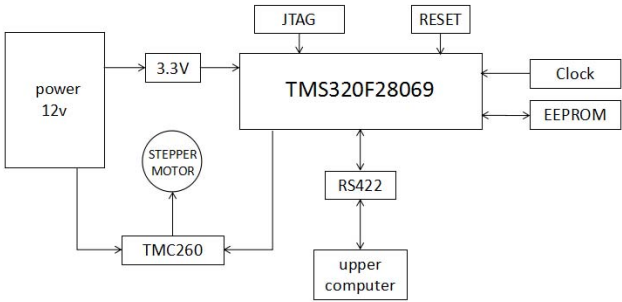 JTAG
RESET
power
12v
3.3V
TMS320F28069
Clock
EEPROM
STEPPER
MOTOR
RS422
TMC260
upper
computer